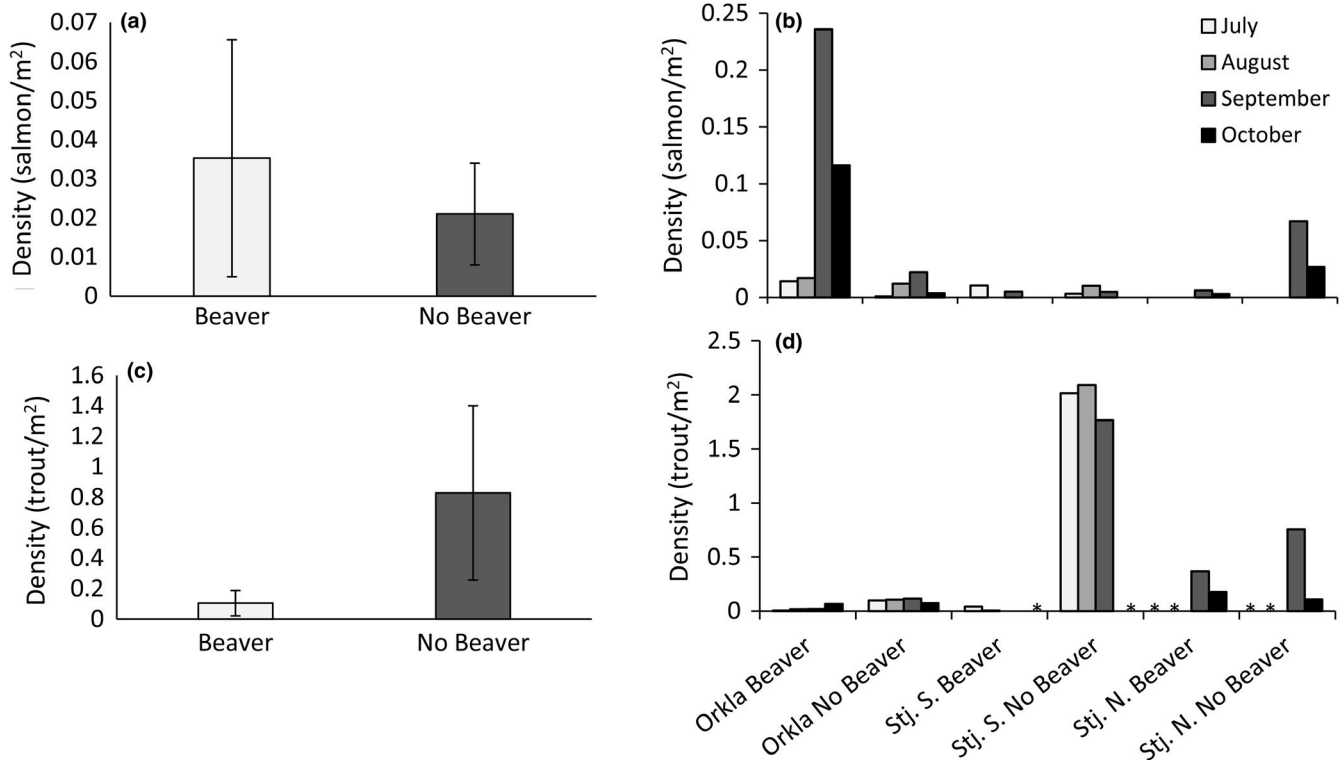 (a)
Density (salmon/m²)
0.07
0.06
0.05
0.04
0.03
0.02
0.01
0
Beaver
No Beaver
(b)
Density (salmon/m²)
0.25
0.2
0.15
0.1
0.05
0
July
August
September
October
(c)
Density (trout/m²)
1.6
1.4
1.2
1
0.8
0.6
0.4
0.2
0
Beaver
No Beaver
(d)
Density (trout/m²)
2.5
2
1.5
1
0.5
0
* * * * * *
Orkla Beaver
Orkla No Beaver
Stj. S. Beaver
Stj. S. No Beaver
Stj. N. Beaver
Stj. N. No Beaver